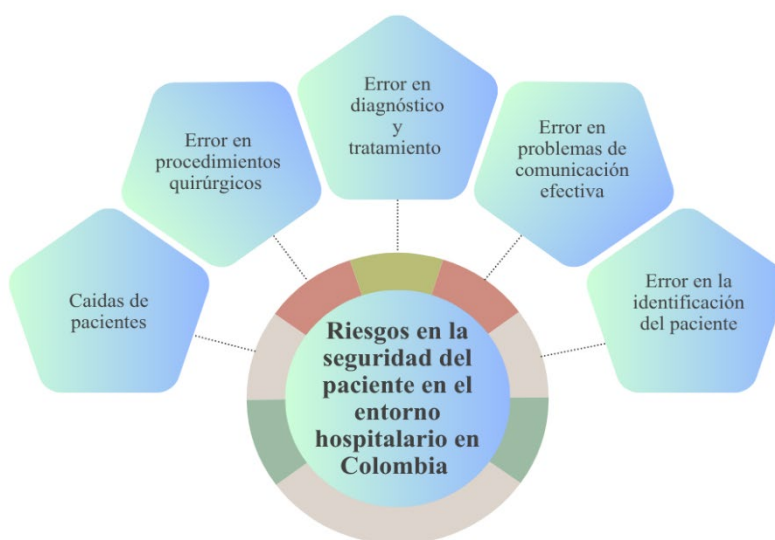 Error en
diagnóstico
y
tratamiento
Error en
procedimientos
quirúrgicos
Error en
problemas de
comunicación
efectiva
Caídas de
pacientes
Error en la
identificación
del paciente
Riesgos en la
seguridad del
paciente en el
entorno
hospitalario en
Colombia